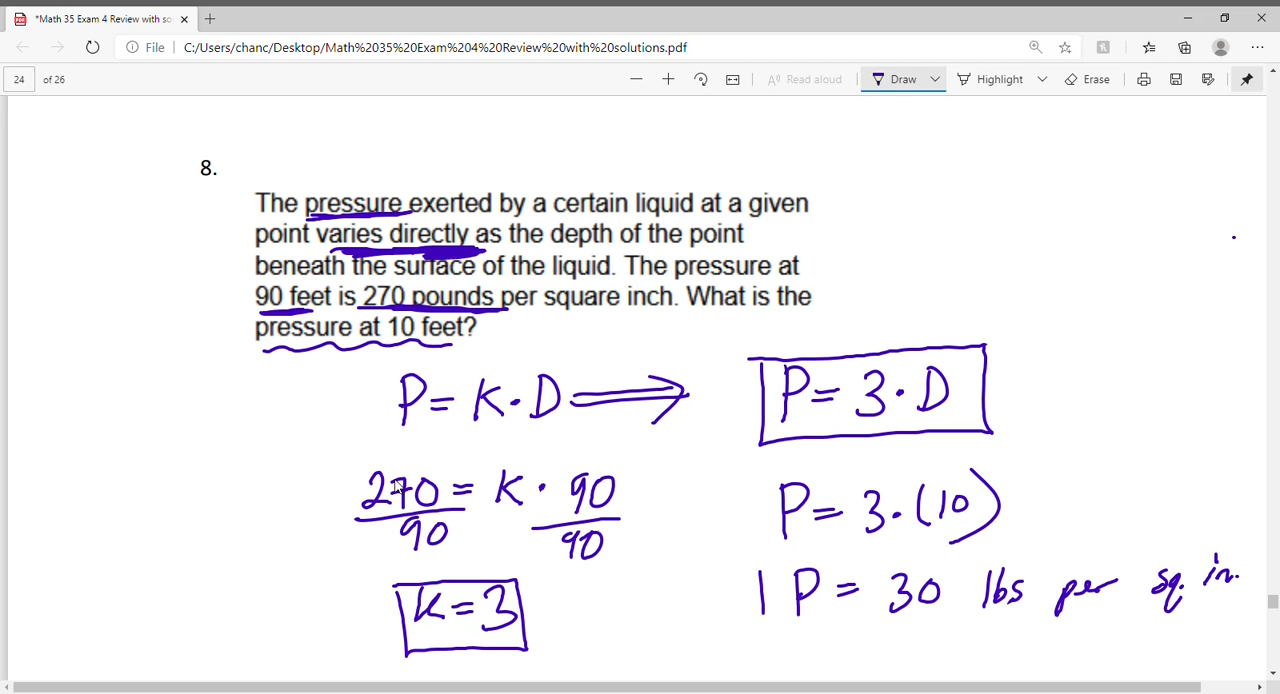 *Math 35 Exam 4 Review with so
File C:/Users/chanc/Desktop/Math%2035%20Exam%204%20Review%20with%20solutions.pdf
24 of 26 Read aloud Draw Highlight Erase
8.
The pressure exerted by a certain liquid at a given
point varies directly as the depth of the point
beneath the surface of the liquid. The pressure at
90 feet is 270 pounds per square inch. What is the
pressure at 10 feet?
P = K · D ⟹ P = 3 · D
270 = K · 90
90 90
K = 3
P = 3 · (10)
P = 30 lbs per sq. in.